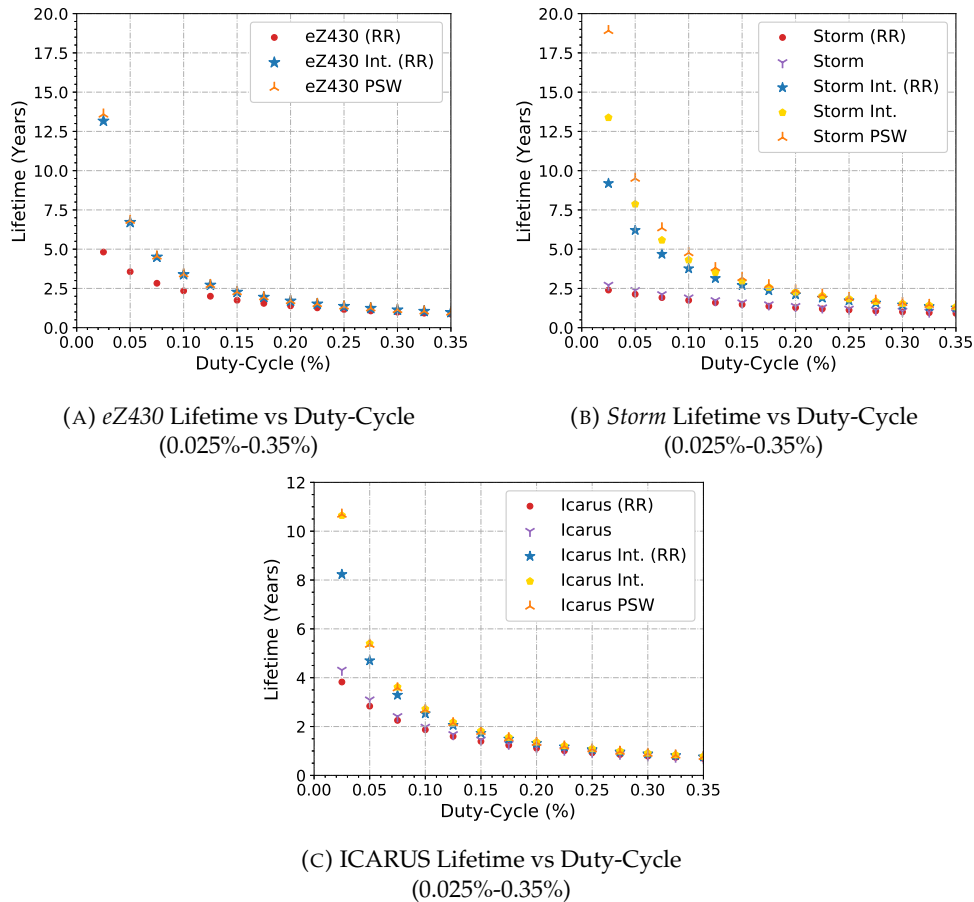 20.0
17.5
15.0
12.5
10.0
7.5
5.0
2.5
0.0
Lifetime (Years)
eZ430 (RR)
eZ430 Int. (RR)
eZ430 PSW
0.00 0.05 0.10 0.15 0.20 0.25 0.30 0.35
Duty-Cycle (%)
(A) eZ430 Lifetime vs Duty-Cycle
(0.025%-0.35%)
20.0
17.5
15.0
12.5
10.0
7.5
5.0
2.5
0.0
Lifetime (Years)
Storm (RR)
Storm
Storm Int. (RR)
Storm Int.
Storm PSW
0.00 0.05 0.10 0.15 0.20 0.25 0.30 0.35
Duty-Cycle (%)
(B) Storm Lifetime vs Duty-Cycle
(0.025%-0.35%)
12
10
8
6
4
2
0
Lifetime (Years)
Icarus (RR)
Icarus
Icarus Int. (RR)
Icarus Int.
Icarus PSW
0.00 0.05 0.10 0.15 0.20 0.25 0.30 0.35
Duty-Cycle (%)
(C) ICARUS Lifetime vs Duty-Cycle
(0.025%-0.35%)